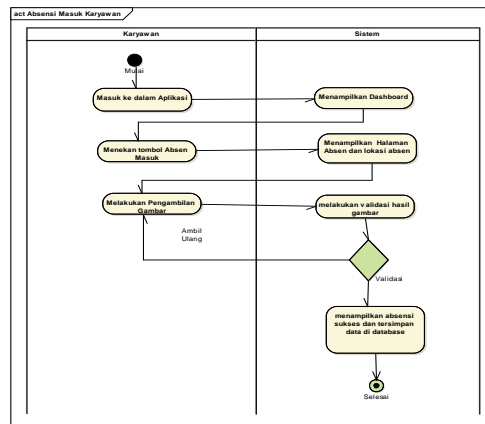 act Absensi Masuk Karyawan
Karyawan
Sistem
Mulai
Masuk ke dalam Aplikasi
Menampilkan Dashboard
Menekan tombol Absen
Masuk
Menampilkan Halaman
Absen dan lokasi absen
Melakukan Pengambilan
Gambar
melakukan validasi hasil
gambar
Ambil
Ulang
Validasi
menampilkan absensi
sukses dan tersimpan
data di database
Selesai